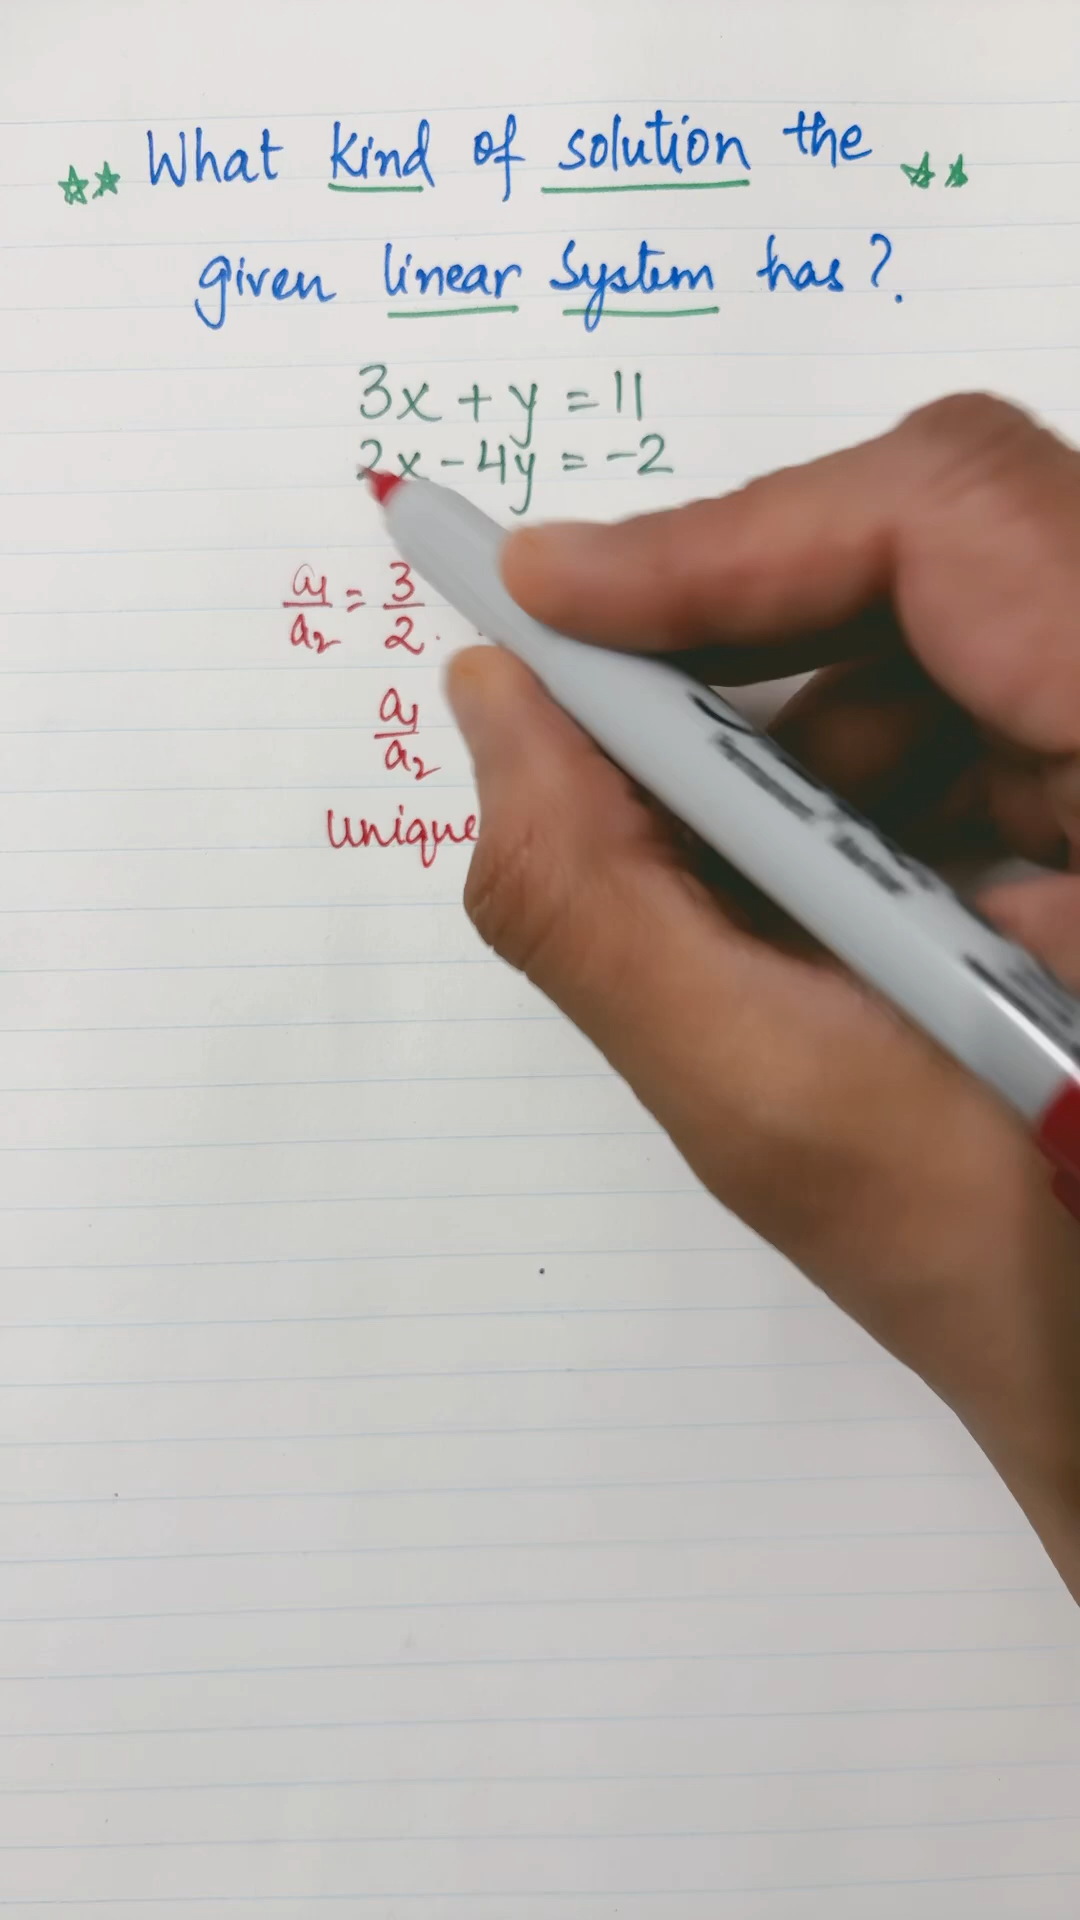 What kind of solution the
given linear system has?
3x + y = 11
2x - 4y = -2
a1/a2 = 3/2
a1/a2
unique